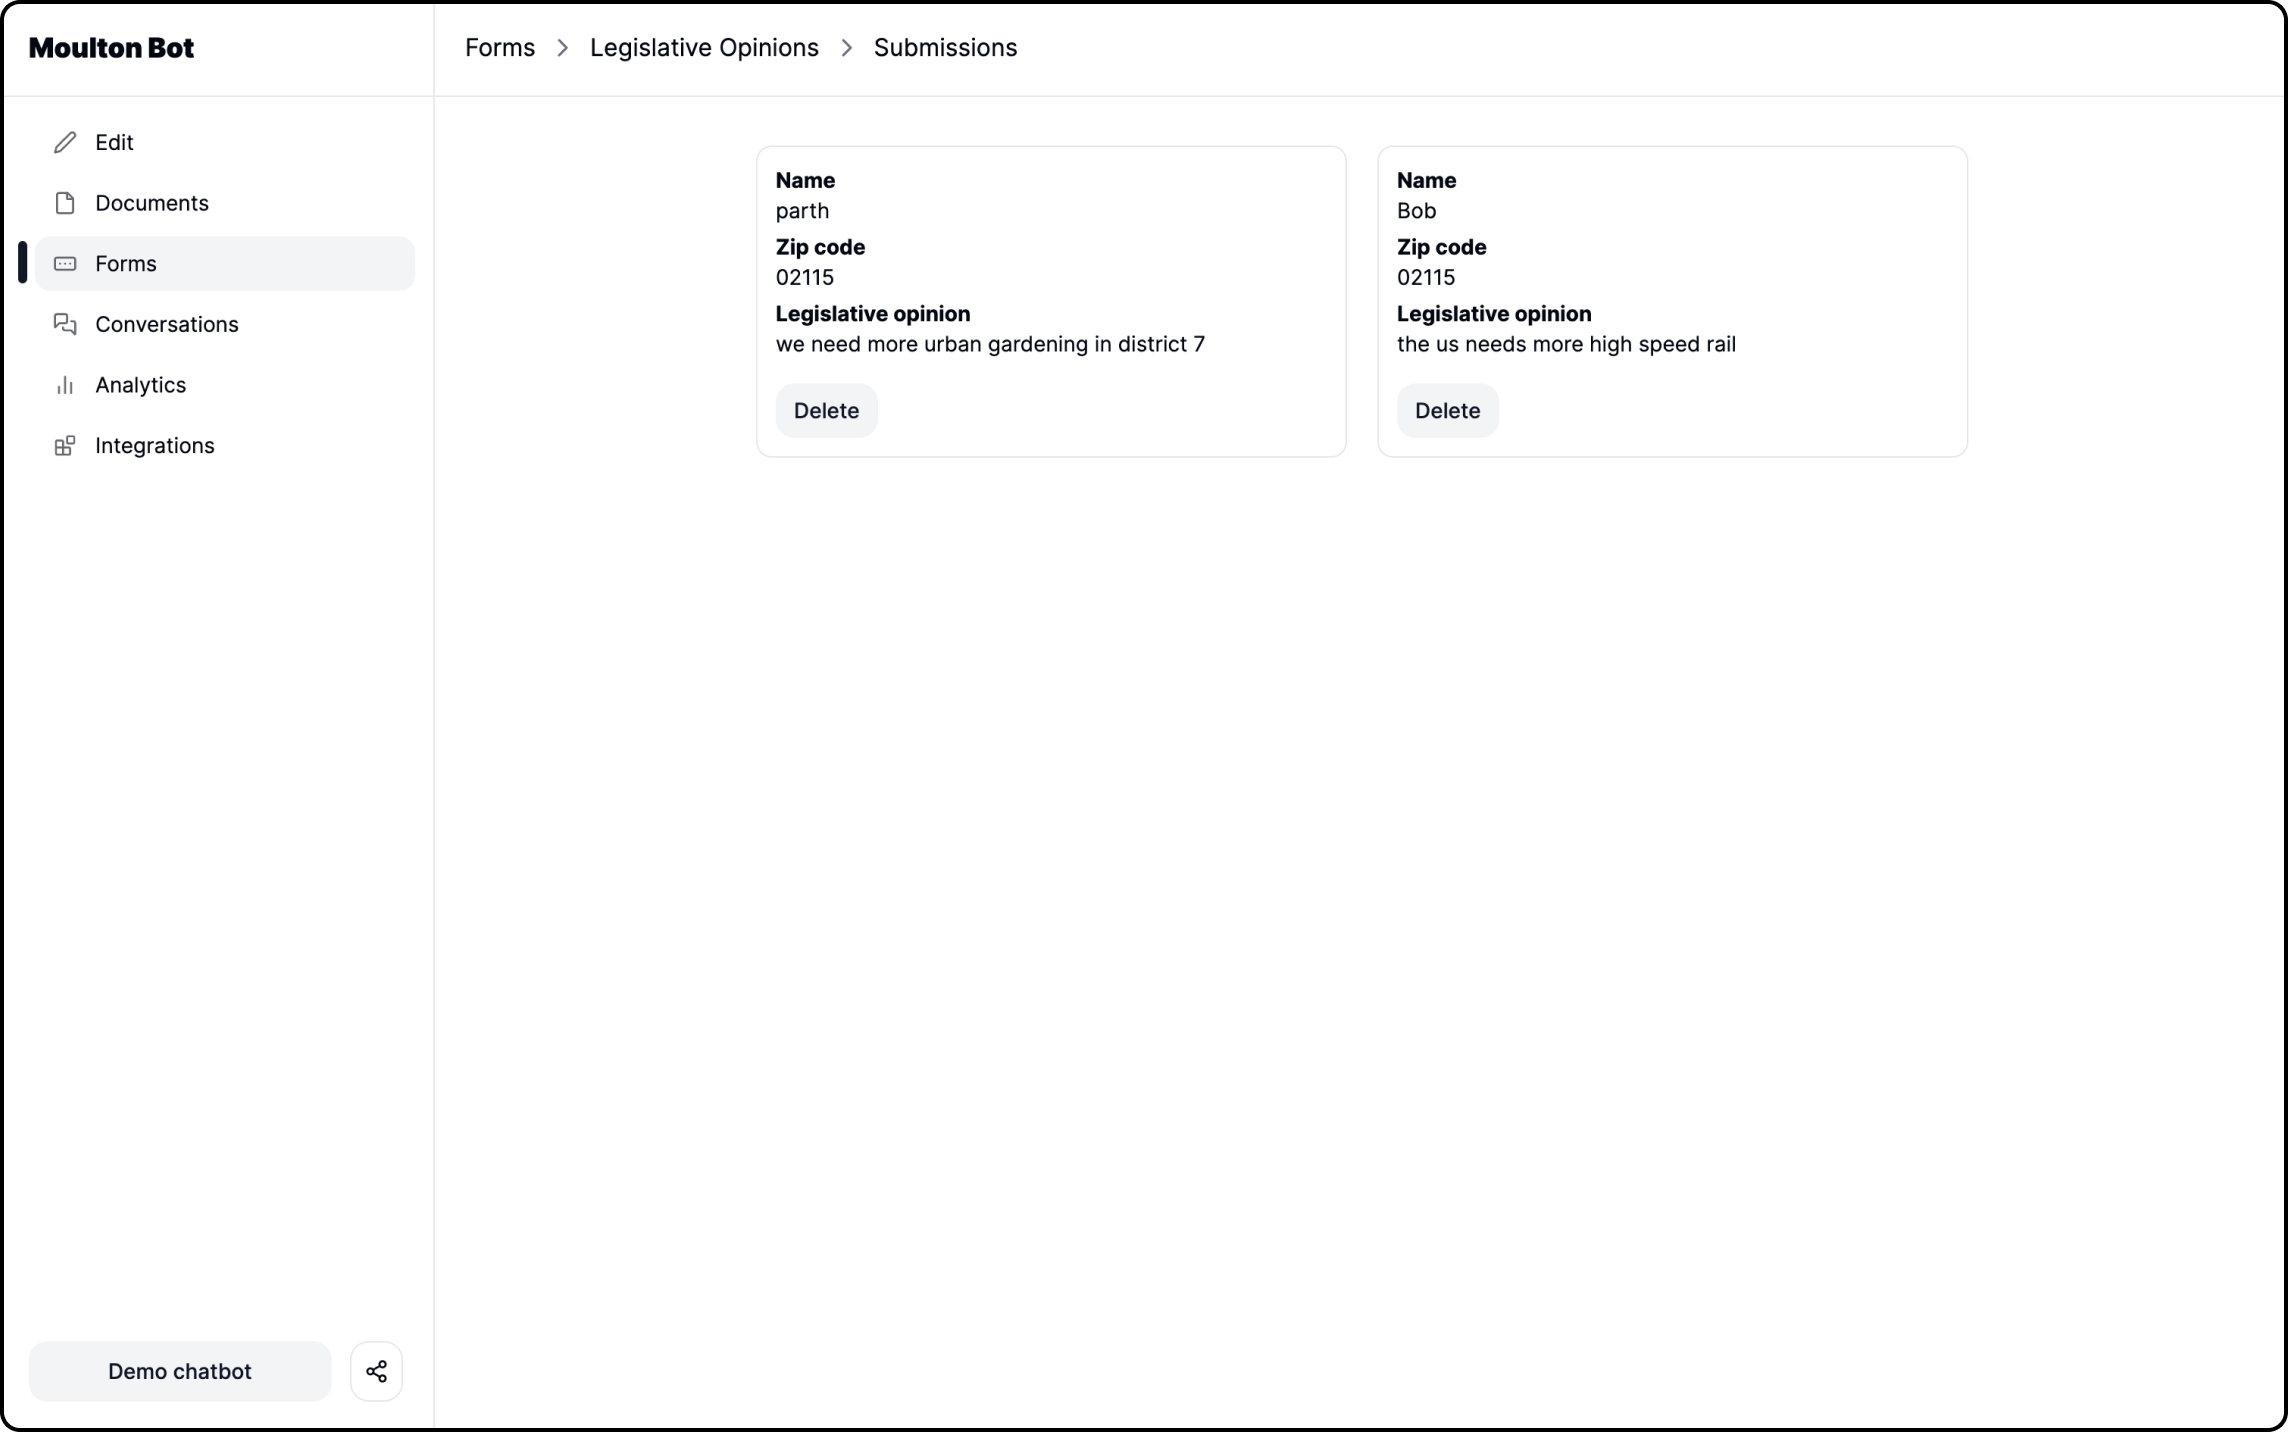 Moulton Bot
Forms > Legislative Opinions > Submissions
Edit
Documents
Forms
Conversations
Analytics
Integrations
Name
parth
Zip code
02115
Legislative opinion
we need more urban gardening in district 7
Delete
Name
Bob
Zip code
02115
Legislative opinion
the us needs more high speed rail
Delete
Demo chatbot